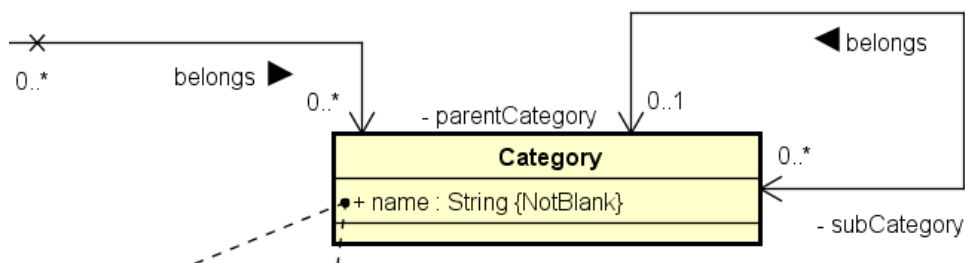 belongs
0..*
belongs
0..*
- parentCategory
0..1
Category
0..*
+ name : String {NotBlank}
- subCategory